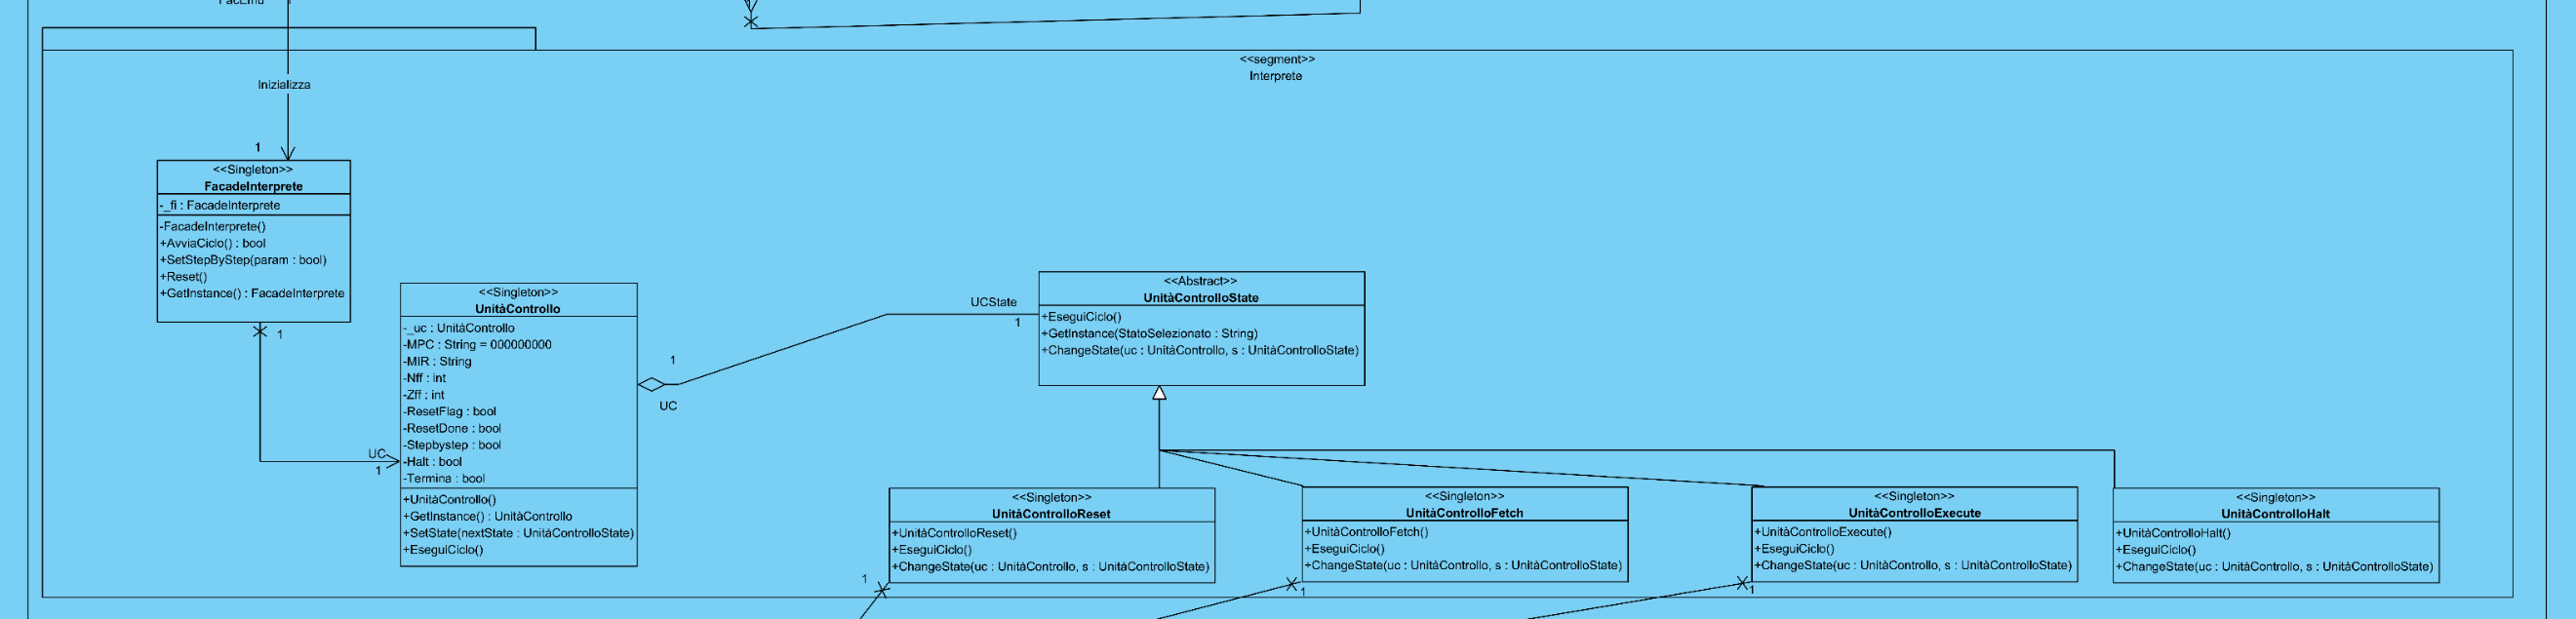 FacEmu
1
<<segment>>
Interprete
Inizializza
1
<<Singleton>>
FacadeInterprete
-_fi : FacadeInterprete
-FacadeInterprete()
+AvviaCiclo() : bool
+SetStepByStep(param : bool)
+Reset()
+GetInstance() : FacadeInterprete
1
UC
1
<<Singleton>>
UnitàControllo
-_uc : UnitàControllo
-MPC : String = 000000000
-MIR : String
-Nff : int
-Zff : int
-ResetFlag : bool
-ResetDone : bool
-Stepbystep : bool
-Halt : bool
-Termina : bool
+UnitàControllo()
+GetInstance() : UnitàControllo
+SetState(nextState : UnitàControlloState)
+EseguiCiclo()
1
UC
UCState
1
<<Abstract>>
UnitàControlloState
+EseguiCiclo()
+GetInstance(StatoSelezionato : String)
+ChangeState(uc : UnitàControllo, s : UnitàControlloState)
<<Singleton>>
UnitàControlloReset
+UnitàControlloReset()
+EseguiCiclo()
+ChangeState(uc : UnitàControllo, s : UnitàControlloState)
1
<<Singleton>>
UnitàControlloFetch
+UnitàControlloFetch()
+EseguiCiclo()
+ChangeState(uc : UnitàControllo, s : UnitàControlloState)
1
<<Singleton>>
UnitàControlloExecute
+UnitàControlloExecute()
+EseguiCiclo()
+ChangeState(uc : UnitàControllo, s : UnitàControlloState)
1
<<Singleton>>
UnitàControlloHalt
+UnitàControlloHalt()
+EseguiCiclo()
+ChangeState(uc : UnitàControllo, s : UnitàControlloState)